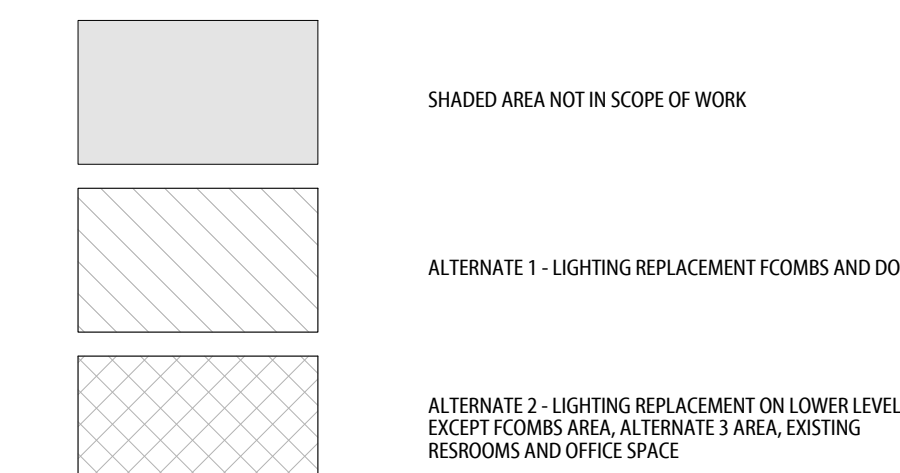 SHADED AREA NOT IN SCOPE OF WORK
ALTERNATE 1 - LIGHTING REPLACEMENT FCOMBS AND DO
ALTERNATE 2 - LIGHTING REPLACEMENT ON LOWER LEVEL
EXCEPT FCOMBS AREA, ALTERNATE 3 AREA, EXISTING
RESROOMS AND OFFICE SPACE